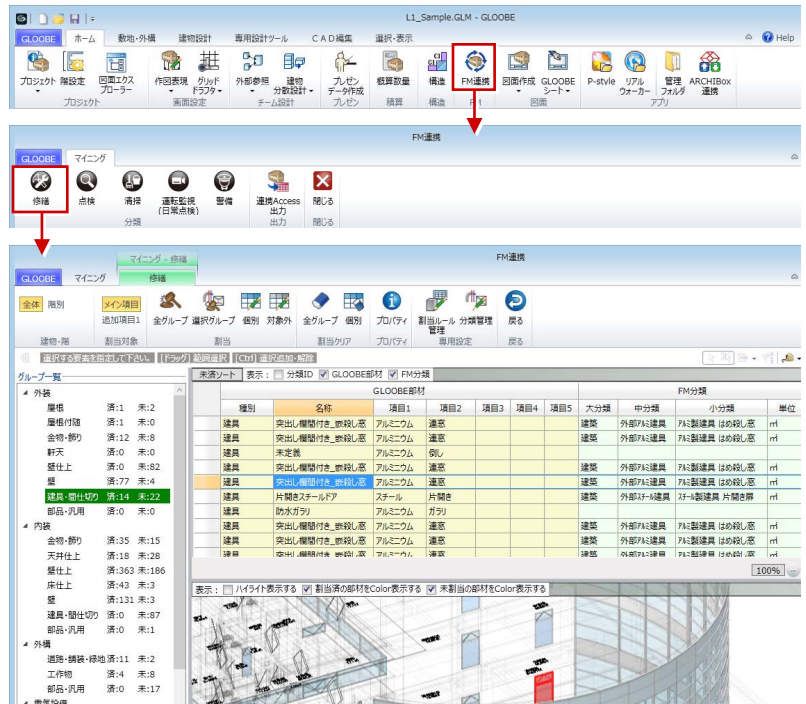 L1_Sample.GLM - GLOOBE
GLOOBE ホーム 敷地・外構 建物設計 専用設計ツール CAD編集 選択・表示 Help
プロジェクト 階設定 図面エクスプローラー 作図表現 グリッドドラフター 外部参照 建物分散設計 プレゼンデータ作成 概算数量 構造 FM連携 図面作成 GLOOBEシート P-style リアルウォーカー 管理フォルダ ARCHIBox連携
プロジェクト 画面設定 チーム設計 プレゼン 積算 構造 図面 アプリ
FM連携
GLOOBE マイニング
修繕 点検 清掃 運転監視(日常点検) 警備 連携Access出力 閉じる
分類 出力 閉じる
マイニング - 修繕 FM連携
GLOOBE マイニング 修繕
全体 階別 メイン項目 追加項目1 全グループ 選択グループ 個別 対象外 全グループ 個別 プロパティ 割当ルール管理 分類管理 戻る
建物・階 割当対象 割当 割当クリア プロパティ 専用設定 戻る
選択する要素を指定して下さい。 [[ドラッグ] 範囲選択] [[Ctrl] 選択追加・解除]
グループ一覧
外装
屋根 済:1 未:2
屋根付随 済:1 未:0
金物・飾り 済:12 未:8
軒天 済:0 未:0
壁仕上 済:0 未:82
壁 済:77 未:4
建具・間仕切り 済:14 未:22
部品・汎用 済:0 未:0
内装
金物・飾り 済:35 未:15
天井仕上 済:18 未:28
壁仕上 済:363 未:186
床仕上 済:43 未:3
壁 済:131 未:3
建具・間仕切り 済:0 未:87
部品・汎用 済:0 未:1
外構
道路・舗装・緑地 済:11 未:2
工作物 済:4 未:8
部品・汎用 済:0 未:17
電気設備
未済ソート 表示: 分類ID GLOOBE部材 FM分類
GLOOBE部材 FM分類
種別 名称 項目1 項目2 項目3 項目4 項目5 大分類 中分類 小分類 単位
建具 突出し欄間付き_嵌殺し窓 アルミニウム 連窓 建築 外部アルミ建具 アルミ製建具 はめ殺し窓 ㎡
建具 突出し欄間付き_嵌殺し窓 アルミニウム 連窓 建築 外部アルミ建具 アルミ製建具 はめ殺し窓 ㎡
建具 未定義 アルミニウム 倒し
建具 突出し欄間付き_嵌殺し窓 アルミニウム 連窓 建築 外部アルミ建具 アルミ製建具 はめ殺し窓 ㎡
建具 突出し欄間付き_嵌殺し窓 アルミニウム 連窓 建築 外部アルミ建具 アルミ製建具 はめ殺し窓 ㎡
建具 片開きスチールドア スチール 片開き 建築 外部スチール建具 スチール製建具 片開き扉 ㎡
建具 防水ガラリ アルミニウム ガラリ
建具 突出し欄間付き_嵌殺し窓 アルミニウム 連窓 建築 外部アルミ建具 アルミ製建具 はめ殺し窓 ㎡
建具 突出し欄間付き_嵌殺し窓 アルミニウム 連窓 建築 外部アルミ建具 アルミ製建具 はめ殺し窓 ㎡
100%
表示: ハイライト表示する 割当済の部材をColor表示する 未割当の部材をColor表示する